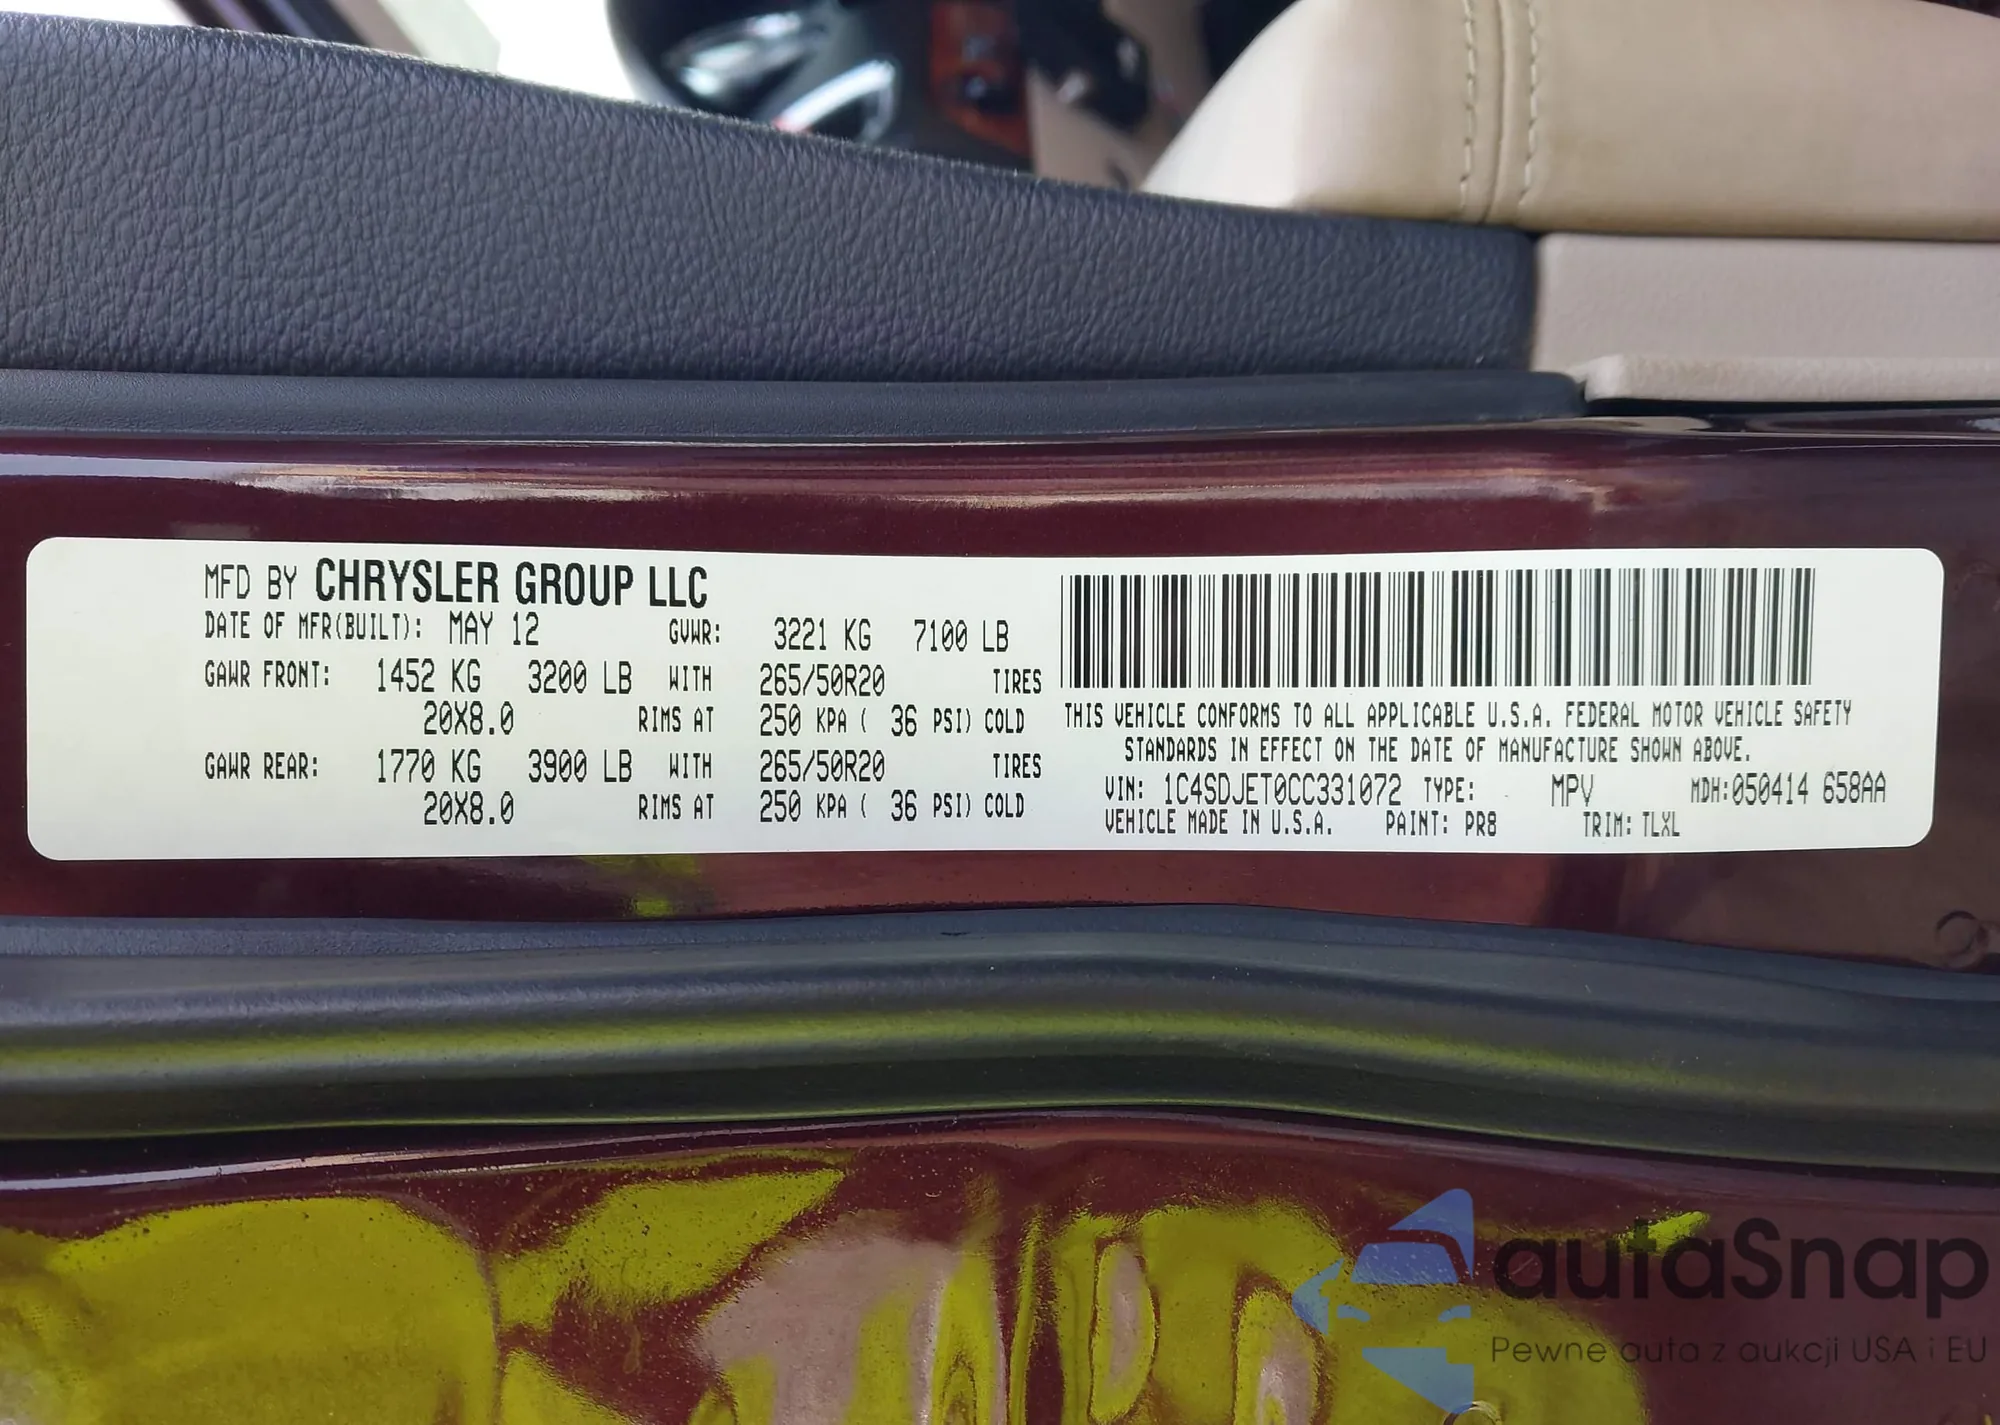 MFD BY CHRYSLER GROUP LLC
DATE OF MFR(BUILT): MAY 12 GVWR: 3221 KG 7100 LB
GAWR FRONT: 1452 KG 3200 LB WITH 265/50R20 TIRES
20X8.0 RIMS AT 250 KPA ( 36 PSI) COLD
GAWR REAR: 1770 KG 3900 LB WITH 265/50R20 TIRES
20X8.0 RIMS AT 250 KPA ( 36 PSI) COLD
THIS VEHICLE CONFORMS TO ALL APPLICABLE U.S.A. FEDERAL MOTOR VEHICLE SAFETY
STANDARDS IN EFFECT ON THE DATE OF MANUFACTURE SHOWN ABOVE.
VIN: 1C4SDJET0CC331072 TYPE: MPV MDH:050414 658AA
VEHICLE MADE IN U.S.A. PAINT: PR8 TRIM: TLXL
autaSnap
Pewne auta z aukcji USA i EU